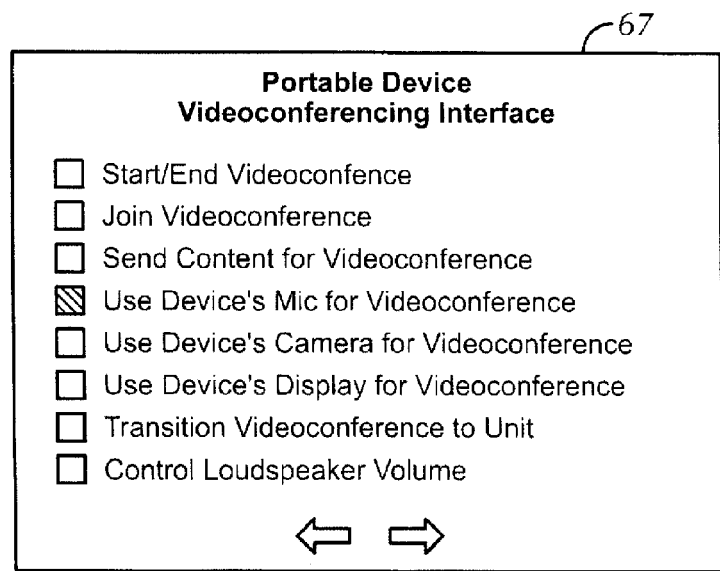 67
Portable Device
Videoconferencing Interface
Start/End Videoconfence
Join Videoconference
Send Content for Videoconference
Use Device's Mic for Videoconference
Use Device's Camera for Videoconference
Use Device's Display for Videoconference
Transition Videoconference to Unit
Control Loudspeaker Volume